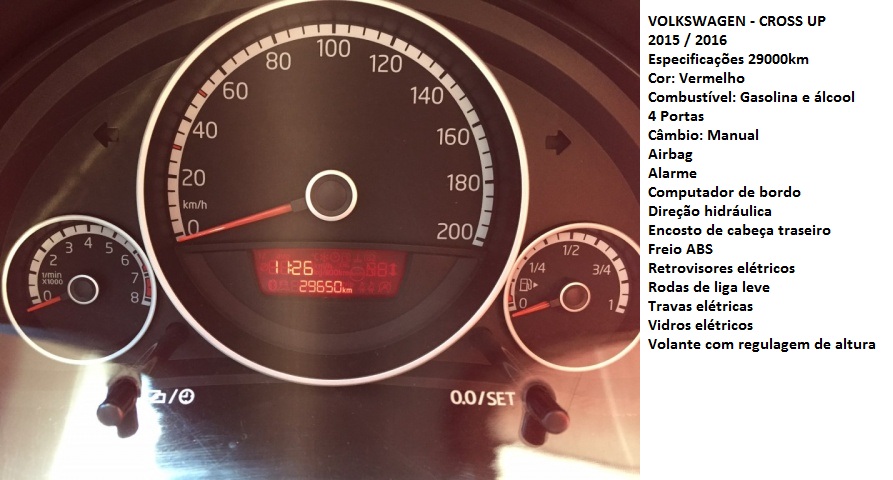 100
80
120
60
140
40
160
20
180
km/h
0
200
4
3
5
2
6
t/min
X1000
7
0
8
1/2
1/4
3/4
0
1
11:26
29650km
/
0.0/SET
VOLKSWAGEN - CROSS UP
2015 / 2016
Especificações 29000km
Cor: Vermelho
Combustível: Gasolina e álcool
4 Portas
Câmbio: Manual
Airbag
Alarme
Computador de bordo
Direção hidráulica
Encosto de cabeça traseiro
Freio ABS
Retrovisores elétricos
Rodas de liga leve
Travas elétricas
Vidros elétricos
Volante com regulagem de altura